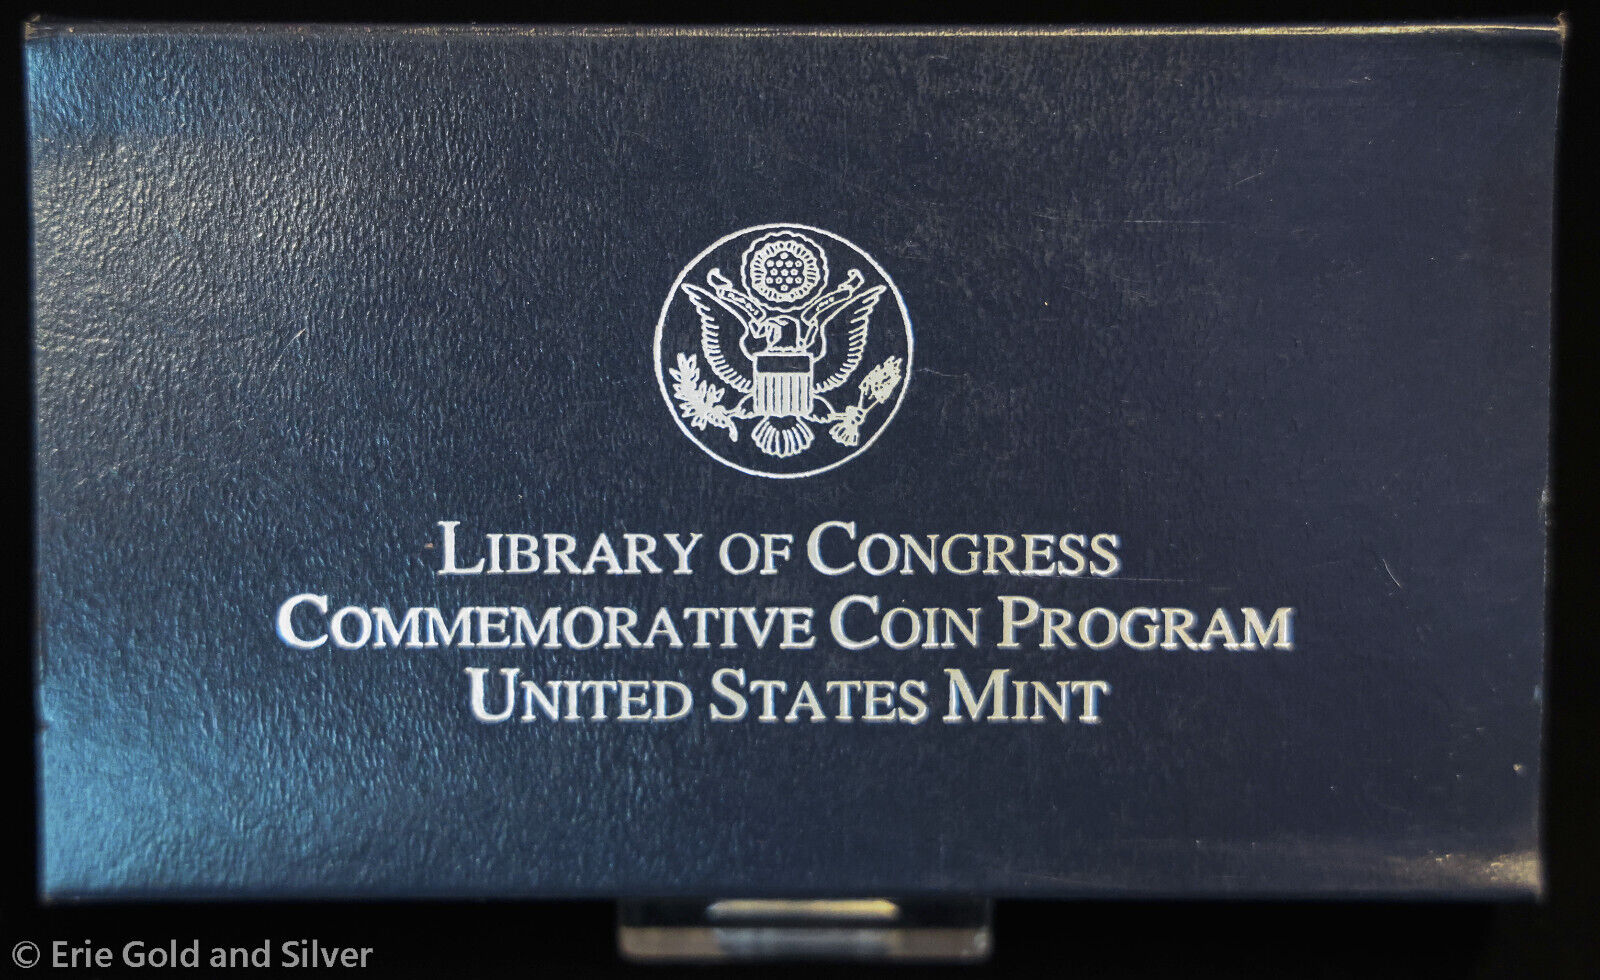 LIBRARY OF CONGRESS
COMMEMORATIVE COIN PROGRAM
UNITED STATES MINT
© Erie Gold and Silver